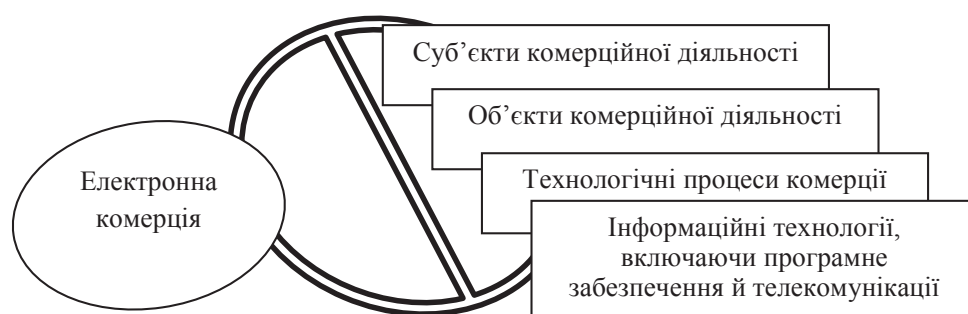 Електронна
комерція
Суб’єкти комерційної діяльності
Об’єкти комерційної діяльності
Технологічні процеси комерції
Інформаційні технології,
включаючи програмне
забезпечення й телекомунікації